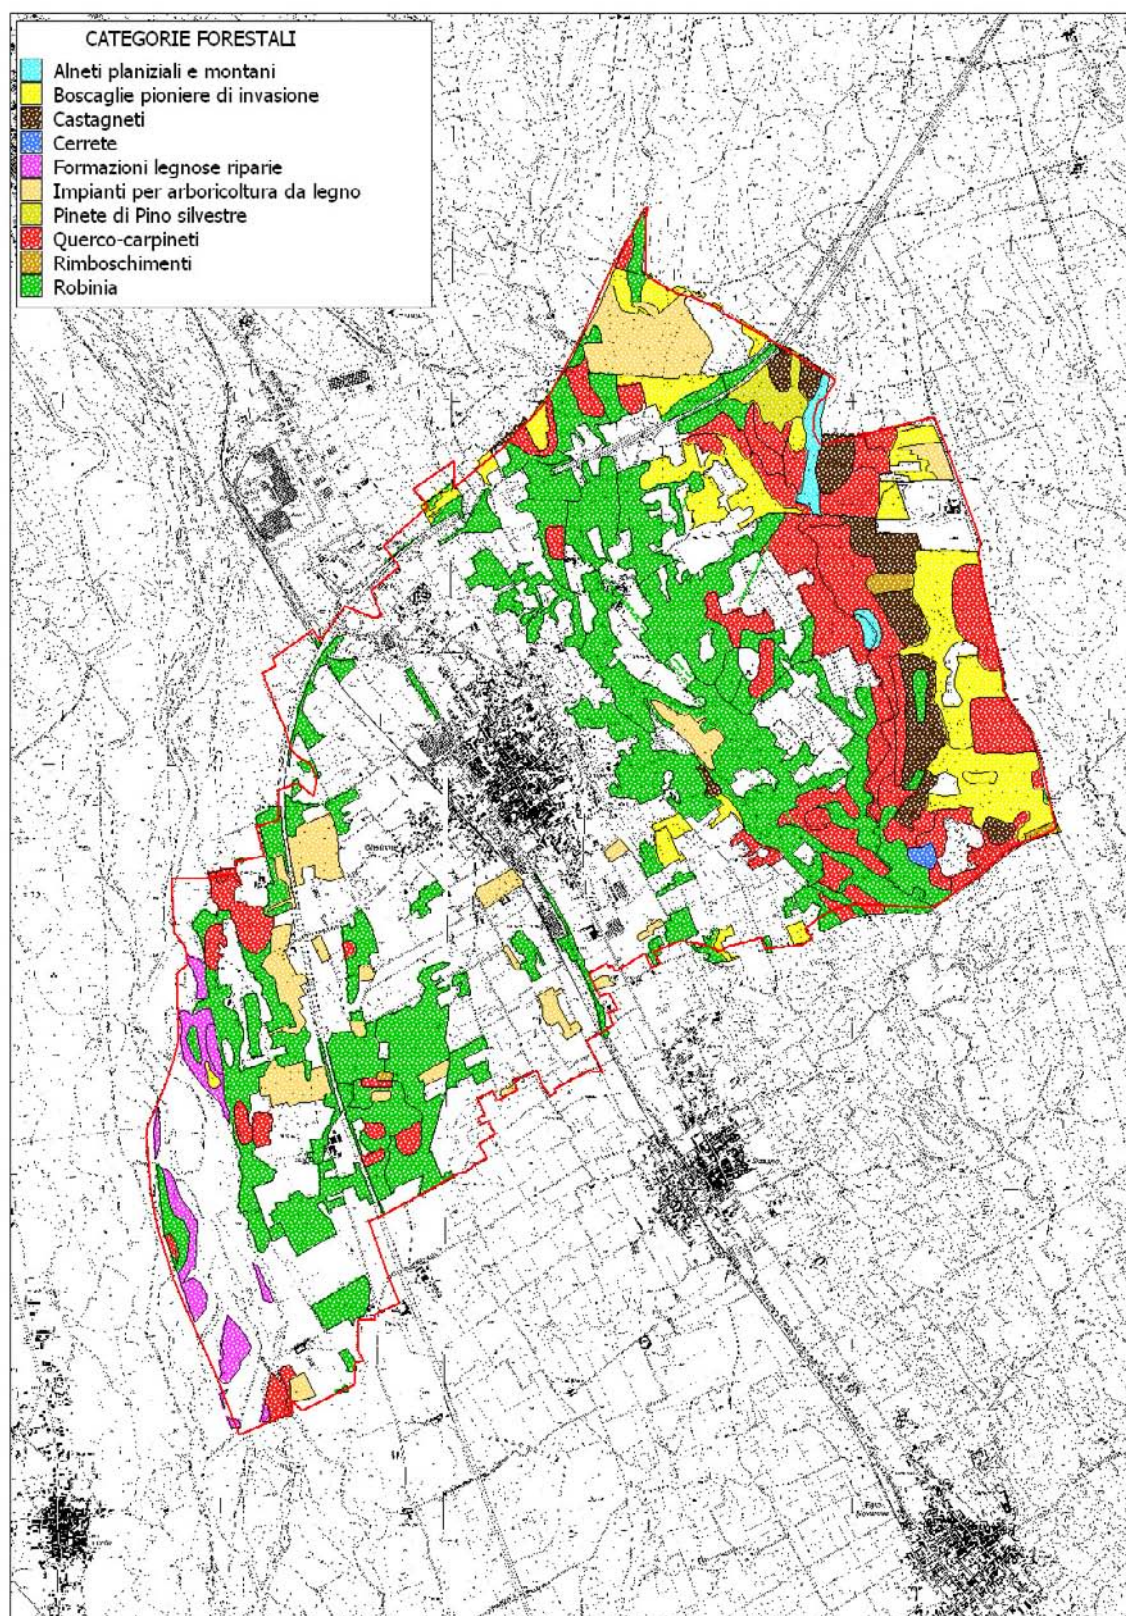 CATEGORIE FORESTALI
Alneti planiziali e montani
Boscaglie pioniere di invasione
Castagneti
Cerrete
Formazioni legnose riparie
Impianti per arboricoltura da legno
Pinete di Pino silvestre
Querco-carpineti
Rimboschimenti
Robinia